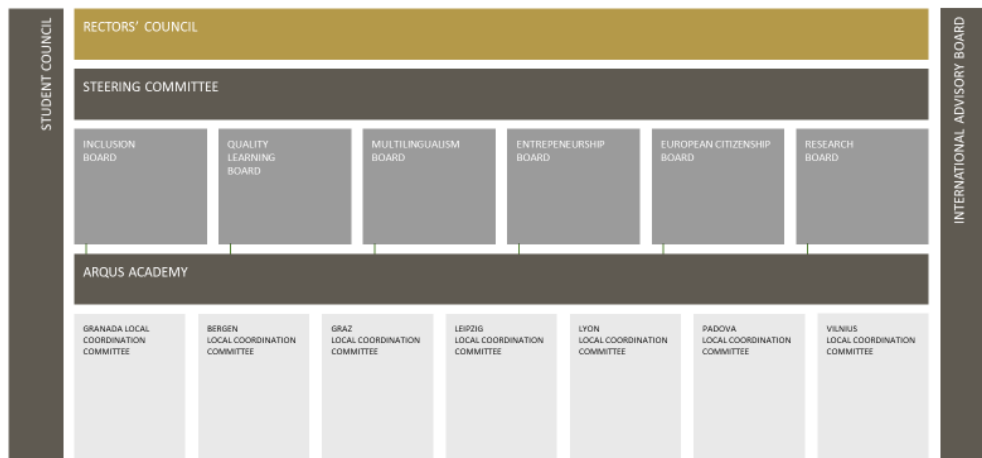 STUDENT COUNCIL
RECTORS' COUNCIL
STEERING COMMITTEE
INCLUSION
BOARD
QUALITY
LEARNING
BOARD
MULTILINGUALISM
BOARD
ENTREPENEURSHIP
BOARD
EUROPEAN CITIZENSHIP
BOARD
RESEARCH
BOARD
ARQUS ACADEMY
GRANADA LOCAL
COORDINATION
COMMITTEE
BERGEN
LOCAL COORDINATION
COMMITTEE
GRAZ
LOCAL COORDINATION
COMMITTEE
LEIPZIG
LOCAL COORDINATION
COMMITTEE
LYON
LOCAL COORDINATION
COMMITTEE
PADOVA
LOCAL COORDINATION
COMMITTEE
VILNIUS
LOCAL COORDINATION
COMMITTEE
INTERNATIONAL ADVISORY BOARD